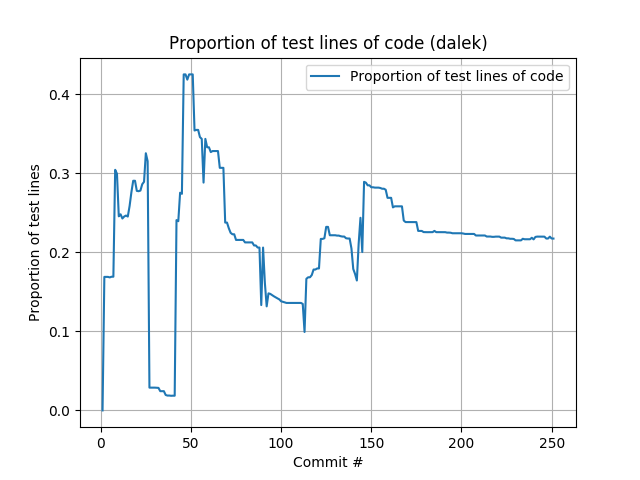 Proportion of test lines of code (dalek)
Proportion of test lines of code
0.4
0.3
0.2
0.1
0.0
Proportion of test lines
0
50
100
150
200
250
Commit #